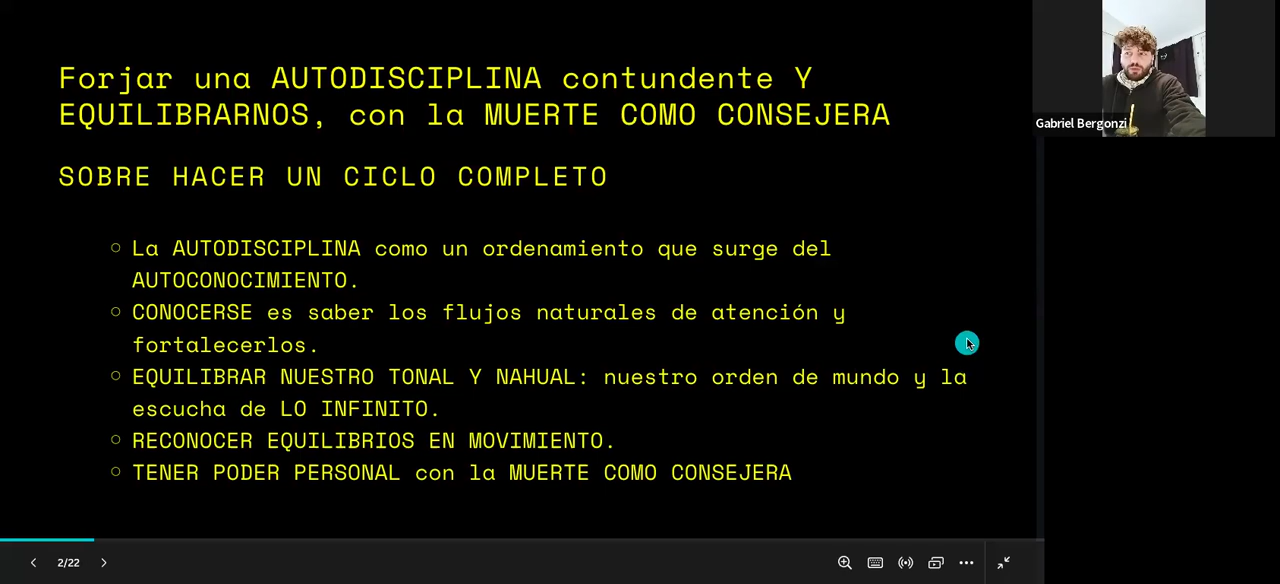 Forjar una AUTODISCIPLINA contundente Y
EQUILIBRARNOS, con la MUERTE COMO CONSEJERA
SOBRE HACER UN CICLO COMPLETO
La AUTODISCIPLINA como un ordenamiento que surge del
AUTOCONOCIMIENTO.
CONOCERSE es saber los flujos naturales de atención y
fortalecerlos.
EQUILIBRAR NUESTRO TONAL Y NAHUAL: nuestro orden de mundo y la
escucha de LO INFINITO.
RECONOCER EQUILIBRIOS EN MOVIMIENTO.
TENER PODER PERSONAL con la MUERTE COMO CONSEJERA
Gabriel Bergonzi
2/22